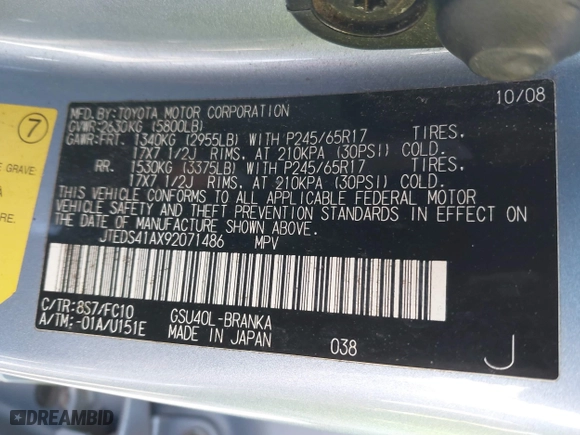 10/08
MFD.BY:TOYOTA MOTOR CORPORATION
GVWR:2630KG (5800LB)
GAWR:FRT. 1340KG (2955LB) WITH P245/65R17 TIRES.
17X7 1/2J RIMS. AT 210KPA (30PSI) COLD.
RR. 1530KG (3375LB) WITH P245/65R17 TIRES.
17X7 1/2J RIMS. AT 210KPA (30PSI) COLD.
THIS VEHICLE CONFORMS TO ALL APPLICABLE FEDERAL MOTOR
VEHICLE SAFETY AND THEFT PREVENTION STANDARDS IN EFFECT ON
THE DATE OF MANUFACTURE SHOWN ABOVE.
JTEDS41AX92071486 MPV
C/TR:8S7/FC10 GSU40L-BRANKA
A/TM:-01A/U151E MADE IN JAPAN 038 J
7
E GRAVE
A
DREAMBID